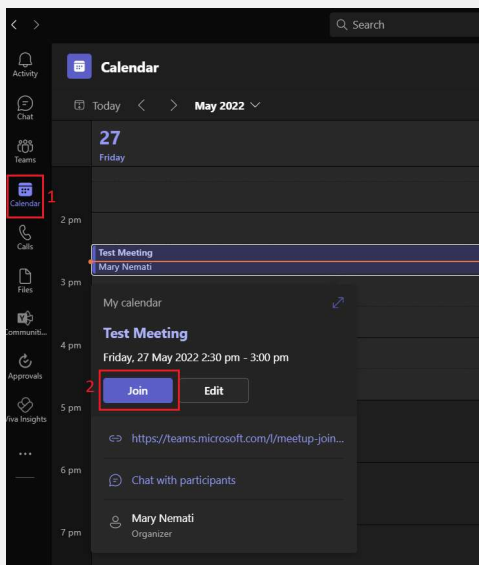 Search
Activity
Calendar
Today
May 2022
Chat
27
Friday
Teams
1
Calendar
2 pm
Calls
Test Meeting
Mary Nemati
3 pm
Files
My calendar
Communiti...
Test Meeting
4 pm
Friday, 27 May 2022 2:30 pm - 3:00 pm
Approvals
2
Join
Edit
5 pm
Viva Insights
https://teams.microsoft.com/l/meetup-join...
...
6 pm
Chat with participants
Mary Nemati
7 pm
Organizer